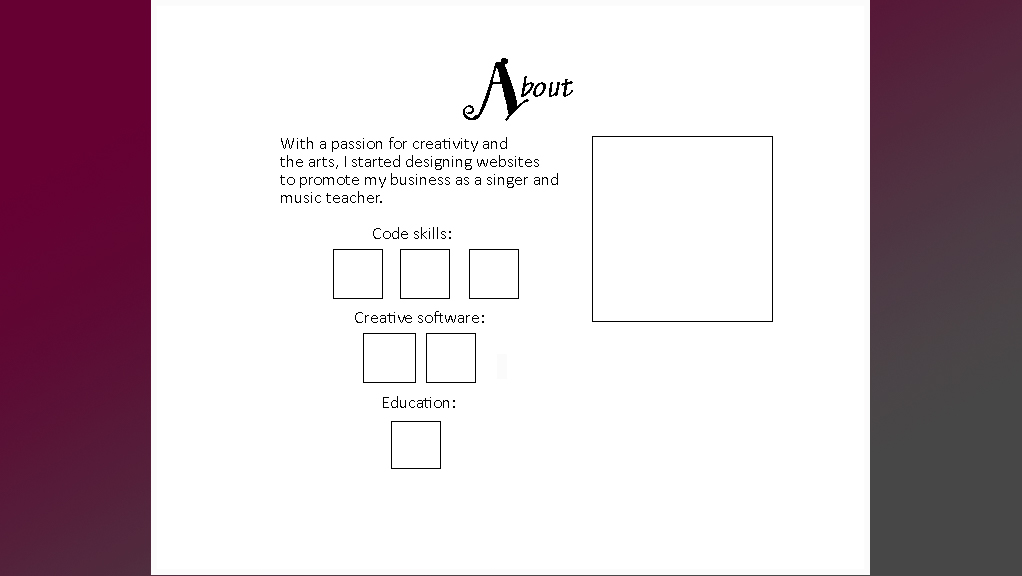 About
With a passion for creativity and
the arts, I started designing websites
to promote my business as a singer and
music teacher.
Code skills:
Creative software:
Education: